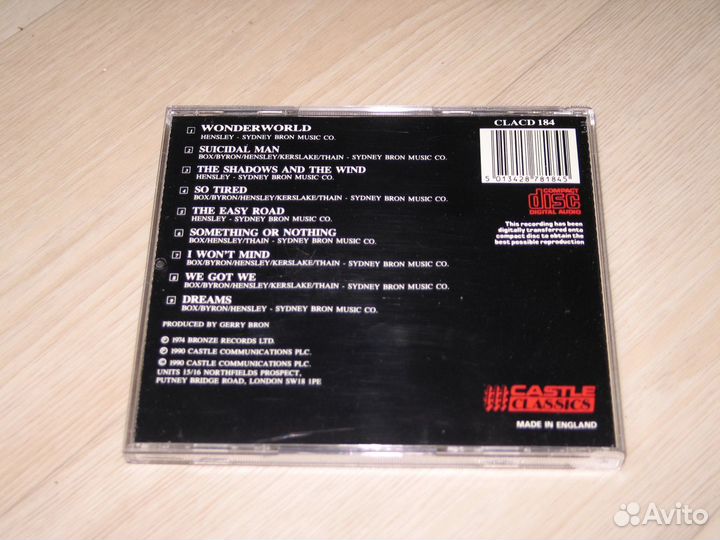 CLACD 184
1 WONDERWORLD
HENSLEY - SYDNEY BRON MUSIC CO.
2 SUICIDAL MAN
BOX/BYRON/HENSLEY/KERSLAKE/THAIN - SYDNEY BRON MUSIC CO.
3 THE SHADOWS AND THE WIND
HENSLEY - SYDNEY BRON MUSIC CO.
4 SO TIRED
BOX/BYRON/HENSLEY/KERSLAKE/THAIN - SYDNEY BRON MUSIC CO.
5 THE EASY ROAD
HENSLEY - SYDNEY BRON MUSIC CO.
6 SOMETHING OR NOTHING
BOX/HENSLEY/THAIN - SYDNEY BRON MUSIC CO.
7 I WON'T MIND
BOX/BYRON/HENSLEY/KERSLAKE/THAIN - SYDNEY BRON MUSIC CO.
8 WE GOT WE
BOX/BYRON/HENSLEY/KERSLAKE/THAIN - SYDNEY BRON MUSIC CO.
9 DREAMS
BOX/BYRON/HENSLEY - SYDNEY BRON MUSIC CO.
PRODUCED BY GERRY BRON
℗ 1974 BRONZE RECORDS LTD.
℗ 1990 CASTLE COMMUNICATIONS PLC.
© 1990 CASTLE COMMUNICATIONS PLC.
UNITS 15/16 NORTHFIELDS PROSPECT,
PUTNEY BRIDGE ROAD, LONDON SW18 1PE
5 013428 781845
COMPACT
disc
DIGITAL AUDIO
This recording has been
digitally transferred onto
compact disc to obtain the
best possible reproduction
CASTLE
CLASSICS
MADE IN ENGLAND
Avito